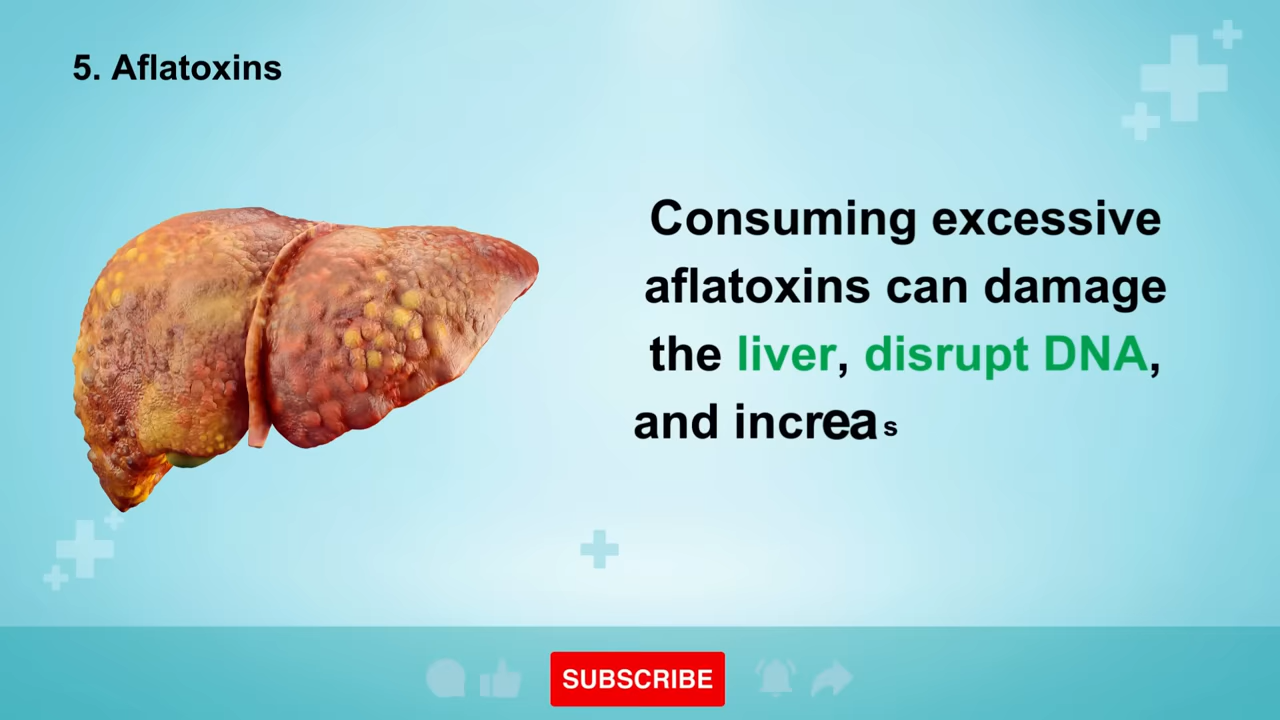 5. Aflatoxins
Consuming excessive
aflatoxins can damage
the liver, disrupt DNA,
and increas
SUBSCRIBE